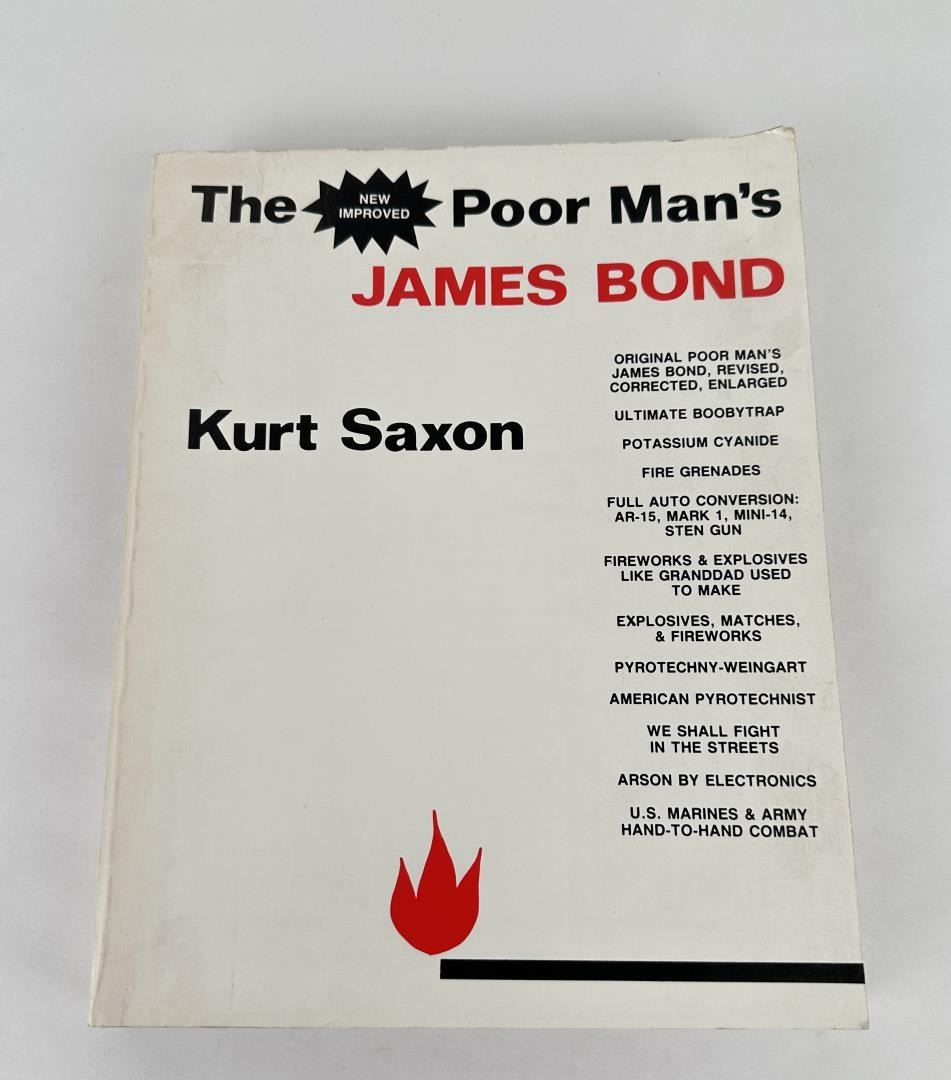 The NEW IMPROVED Poor Man's
JAMES BOND
Kurt Saxon
ORIGINAL POOR MAN'S
JAMES BOND, REVISED,
CORRECTED, ENLARGED
ULTIMATE BOOBYTRAP
POTASSIUM CYANIDE
FIRE GRENADES
FULL AUTO CONVERSION:
AR-15, MARK 1, MINI-14,
STEN GUN
FIREWORKS & EXPLOSIVES
LIKE GRANDDAD USED
TO MAKE
EXPLOSIVES, MATCHES,
& FIREWORKS
PYROTECHNY-WEINGART
AMERICAN PYROTECHNIST
WE SHALL FIGHT
IN THE STREETS
ARSON BY ELECTRONICS
U.S. MARINES & ARMY
HAND-TO-HAND COMBAT